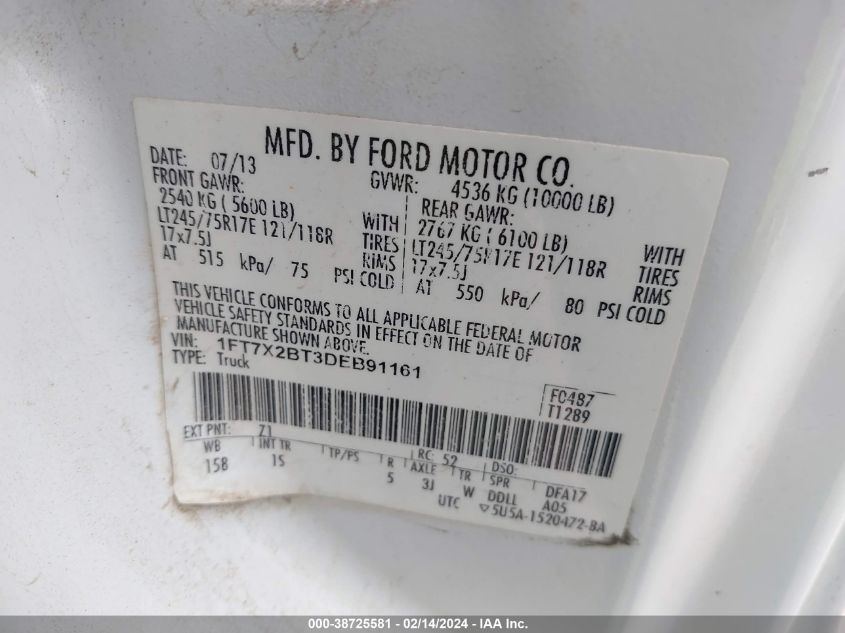 MFD. BY FORD MOTOR CO.
DATE: 07/13
GVWR: 4536 KG (10000 LB)
FRONT GAWR:
2540 KG ( 5600 LB)
LT245/75R17E 121/118R
17x7.5J
WITH
TIRES
RIMS
AT 515 kPa/ 75 PSI COLD
REAR GAWR:
2767 KG ( 6100 LB)
LT245/75R17E 121/118R
17x7.5J
WITH
TIRES
RIMS
AT 550 kPa/ 80 PSI COLD
THIS VEHICLE CONFORMS TO ALL APPLICABLE FEDERAL MOTOR
VEHICLE SAFETY STANDARDS IN EFFECT ON THE DATE OF
MANUFACTURE SHOWN ABOVE.
VIN: 1FT7X2BT3DEB91161
TYPE: Truck
F0487
T1289
EXT PNT: Z1
RC: 52
DSO:
WB
INT TR
TP/PS
R
AXLE
TR
SPR
DFA17
158
1S
5
3J
W
DDLL
A05
UTC
▽5U5A-1520472-BA
000-38725581 - 02/14/2024 - IAA Inc.